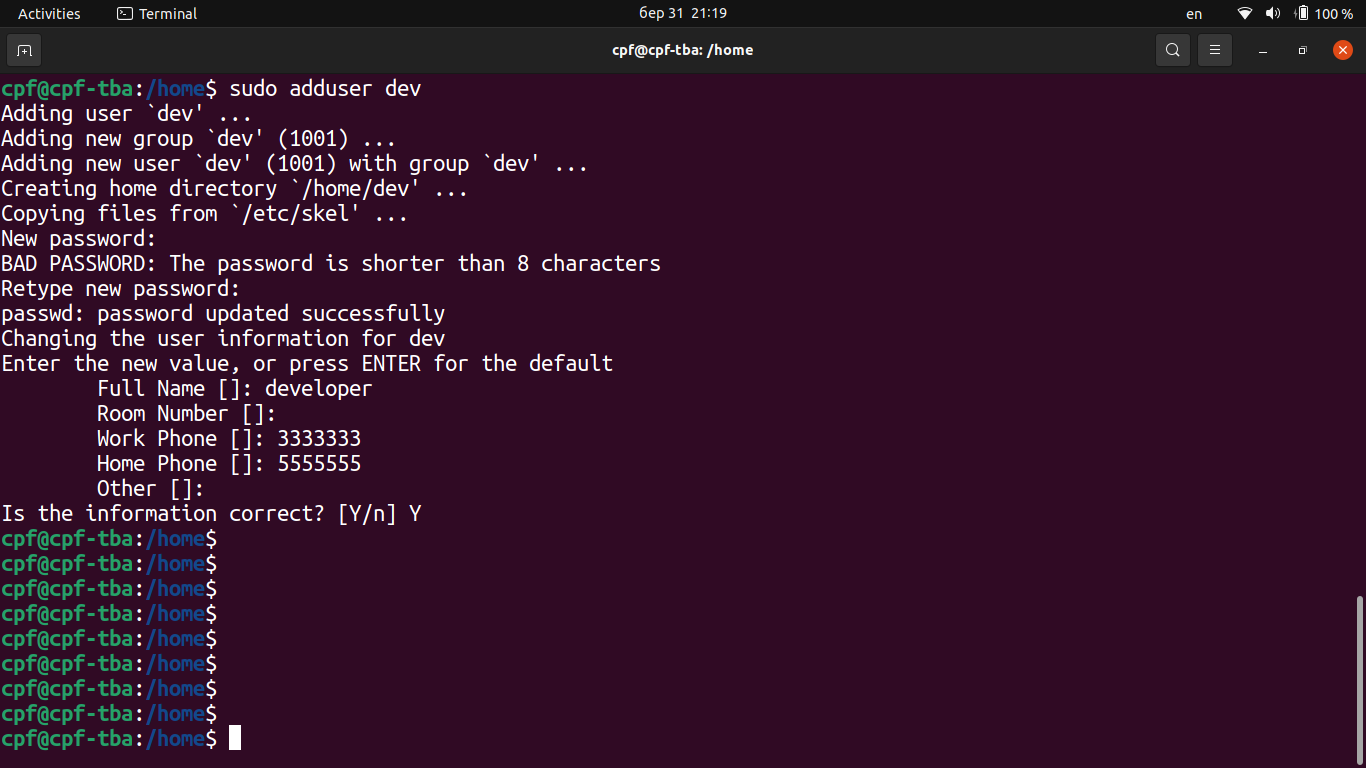 Activities Terminal бер 31 21:19 en 100 %
cpf@cpf-tba: /home
cpf@cpf-tba:/home$ sudo adduser dev
Adding user `dev' ...
Adding new group `dev' (1001) ...
Adding new user `dev' (1001) with group `dev' ...
Creating home directory `/home/dev' ...
Copying files from `/etc/skel' ...
New password:
BAD PASSWORD: The password is shorter than 8 characters
Retype new password:
passwd: password updated successfully
Changing the user information for dev
Enter the new value, or press ENTER for the default
        Full Name []: developer
        Room Number []:
        Work Phone []: 3333333
        Home Phone []: 5555555
        Other []:
Is the information correct? [Y/n] Y
cpf@cpf-tba:/home$
cpf@cpf-tba:/home$
cpf@cpf-tba:/home$
cpf@cpf-tba:/home$
cpf@cpf-tba:/home$
cpf@cpf-tba:/home$
cpf@cpf-tba:/home$
cpf@cpf-tba:/home$
cpf@cpf-tba:/home$